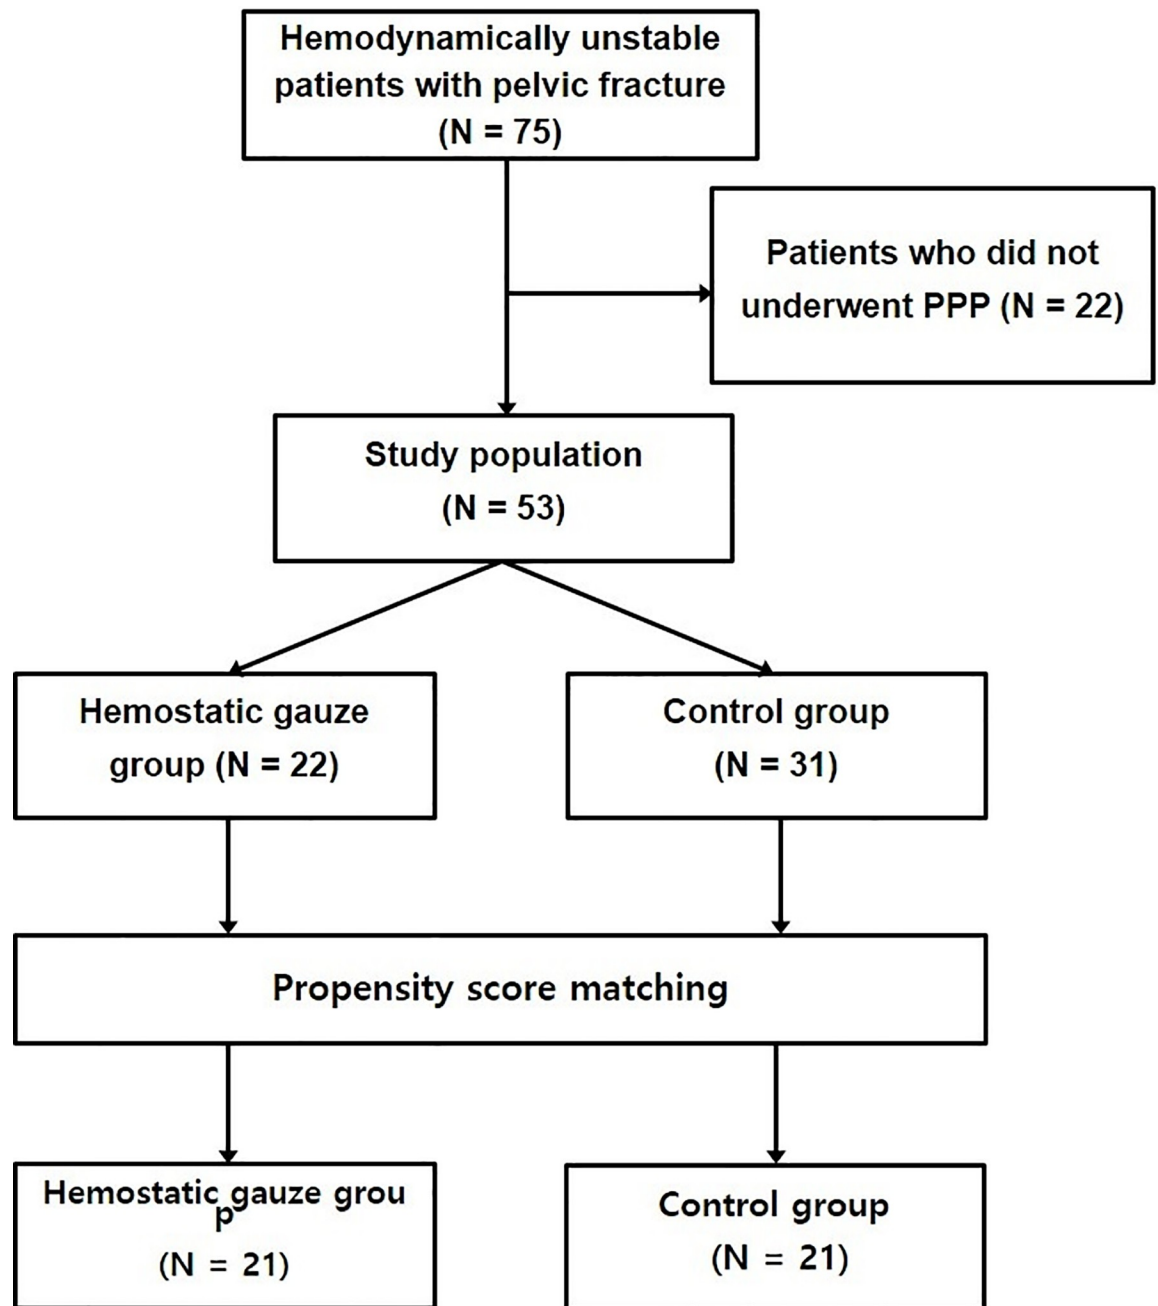 Hemodynamically unstable
patients with pelvic fracture
(N = 75)
Patients who did not
underwent PPP (N = 22)
Study population
(N = 53)
Hemostatic gauze
group (N = 22)
Control group
(N = 31)
Propensity score matching
Hemostatic gauze grou
p
(N = 21)
Control group
(N = 21)